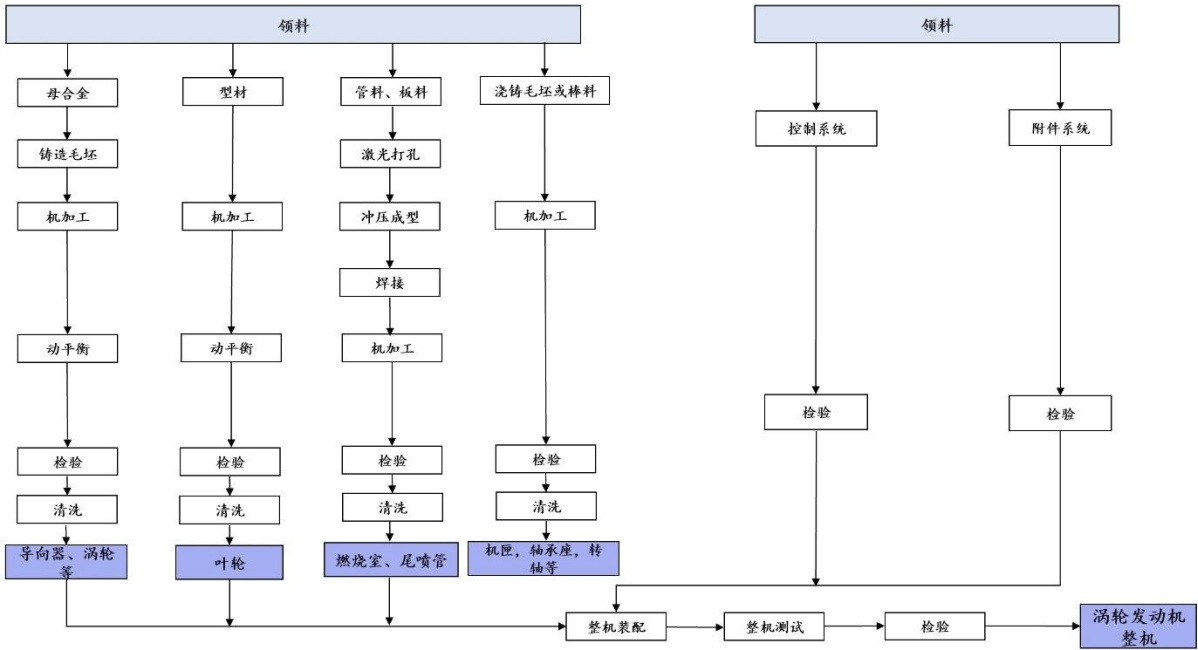 领料
领料
母合金
型材
管料、板料
浇铸毛坯或棒料
控制系统
附件系统
铸造毛坯
激光打孔
机加工
机加工
冲压成型
机加工
焊接
动平衡
动平衡
机加工
检验
检验
检验
检验
检验
检验
清洗
清洗
清洗
清洗
导向器、涡轮
等
叶轮
燃烧室、尾喷管
机匣，轴承座，转
轴等
整机装配
整机测试
检验
涡轮发动机
整机